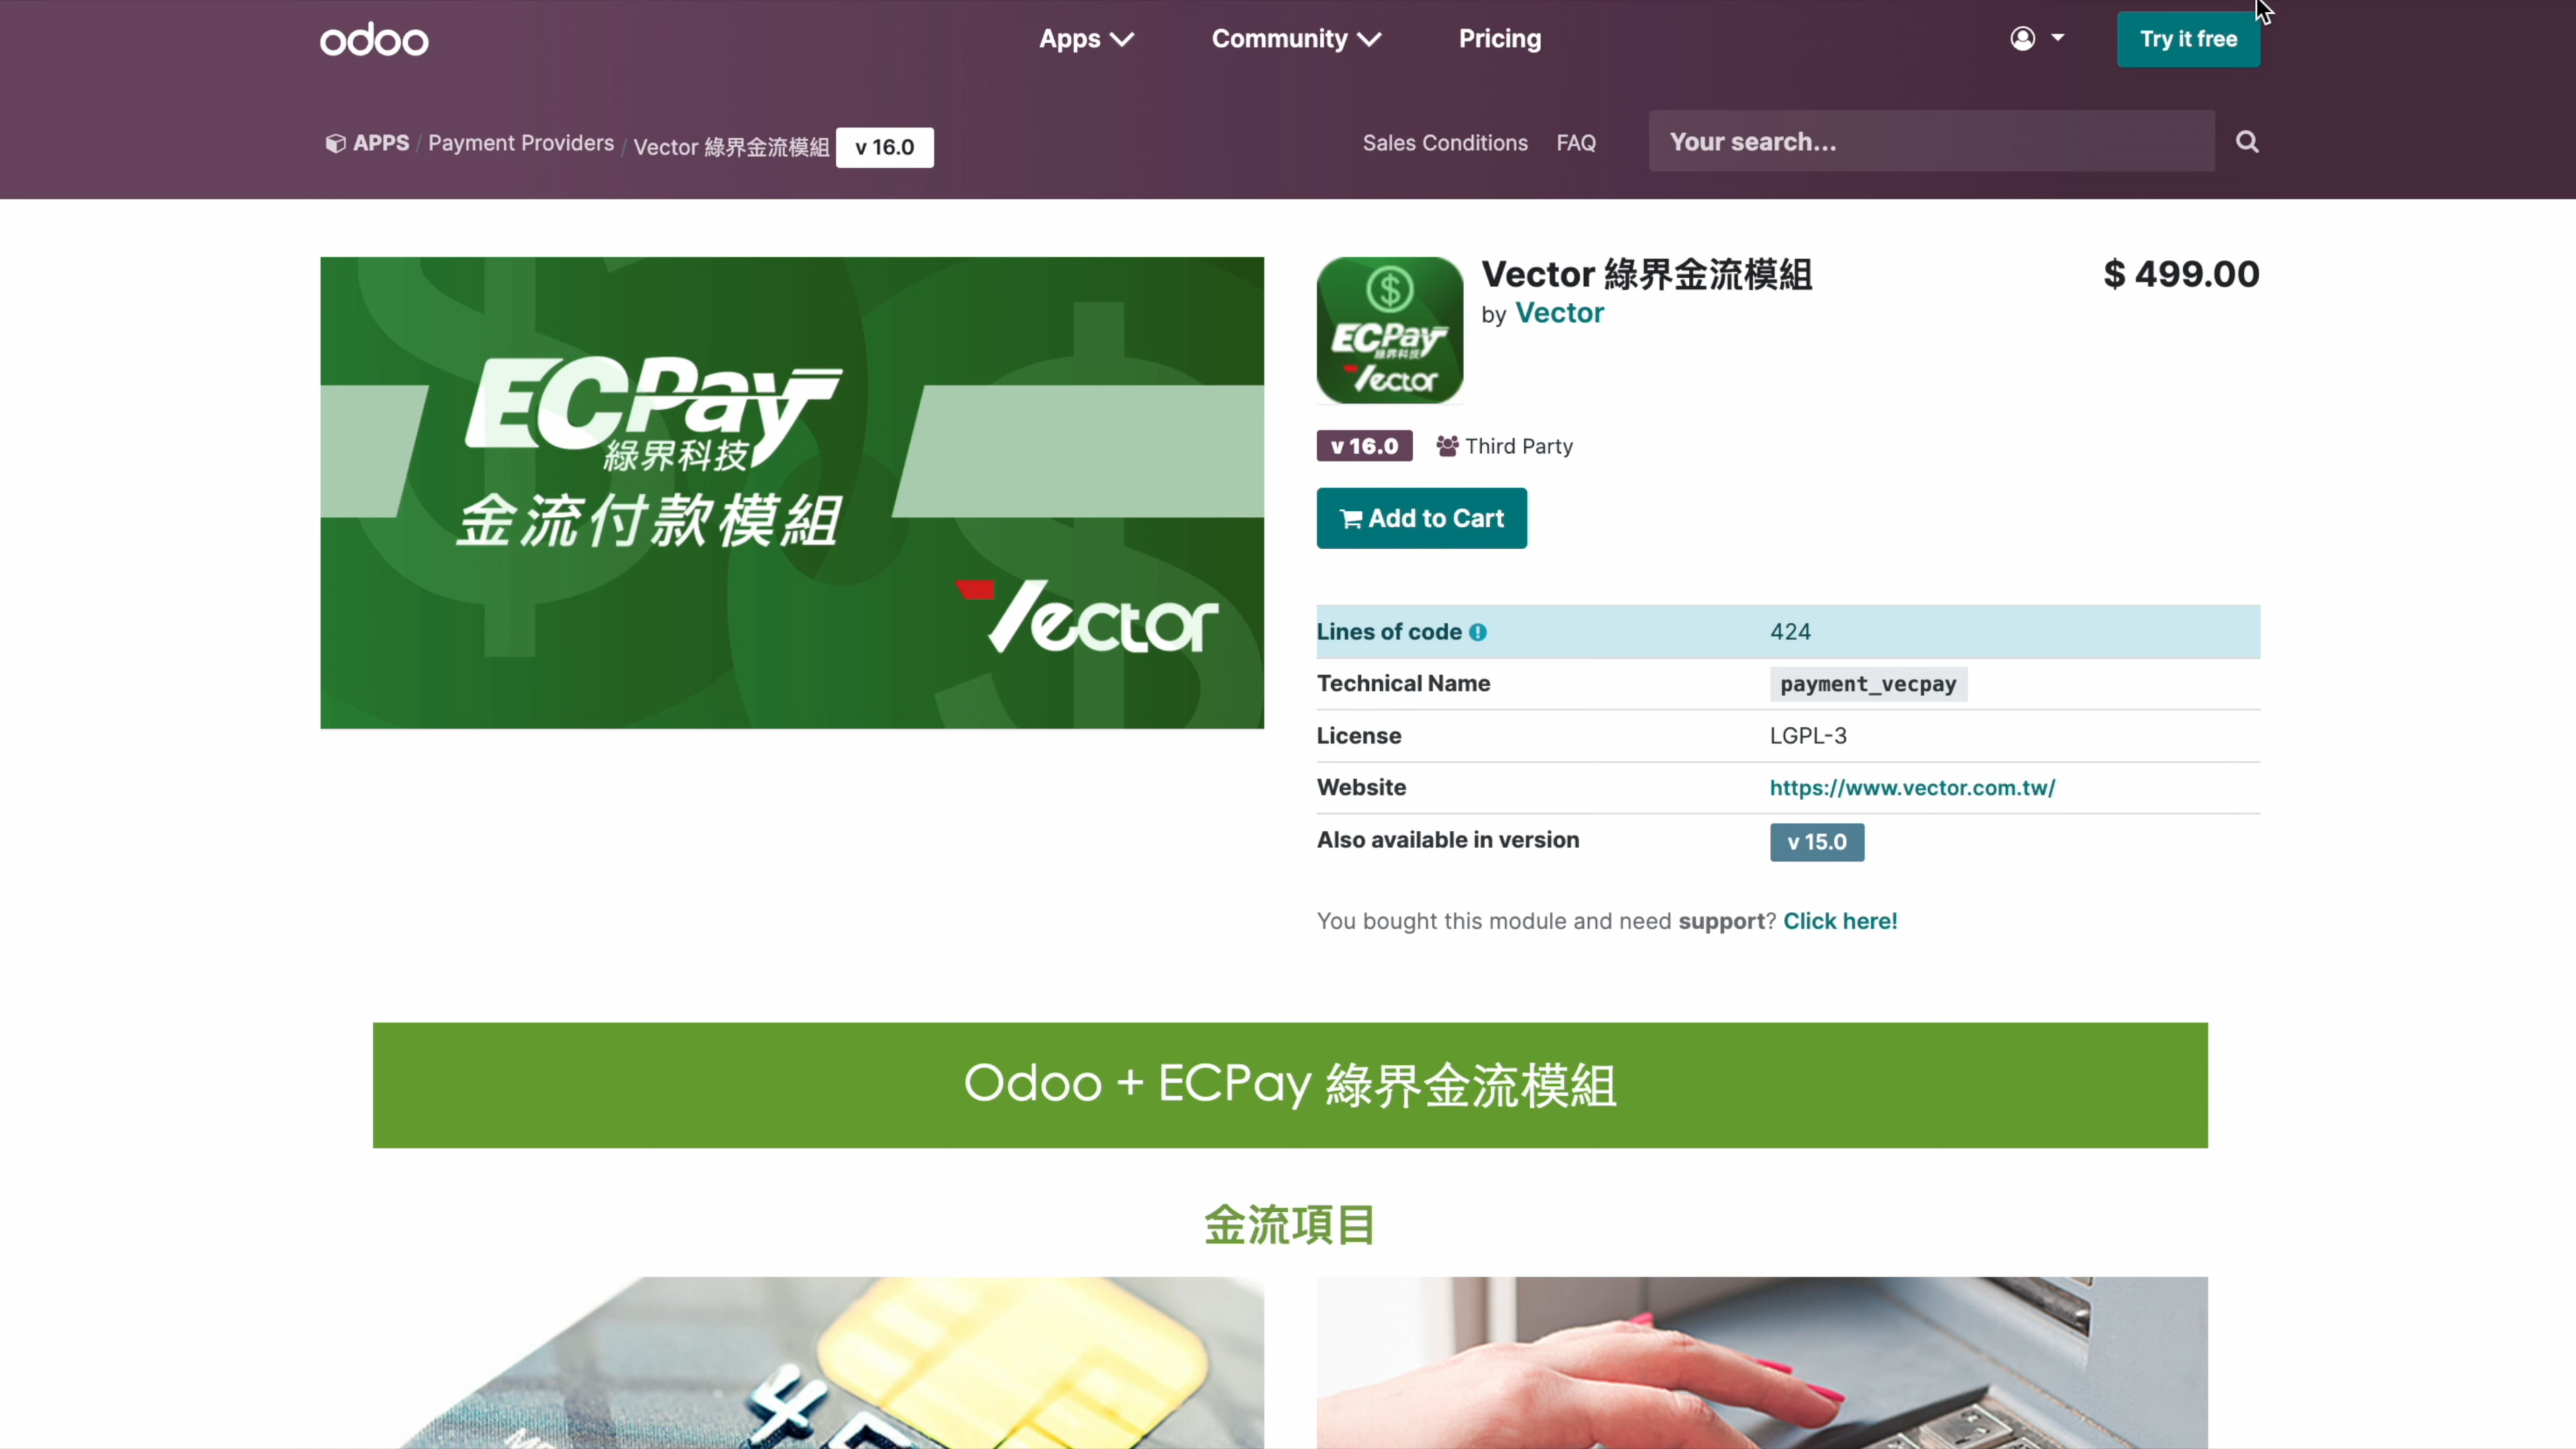 odoo
Apps
Community
Pricing
Try it free
APPS / Payment Providers / Vector 綠界金流模組 v 16.0
Sales Conditions
FAQ
Your search...
ECPay
綠界科技
金流付款模組
Vector
ECPay
綠界科技
Vector
Vector 綠界金流模組
$ 499.00
by Vector
v 16.0
Third Party
Add to Cart
Lines of code 424
Technical Name payment_vecpay
License LGPL-3
Website https://www.vector.com.tw/
Also available in version v 15.0
You bought this module and need support? Click here!
Odoo + ECPay 綠界金流模組
金流項目